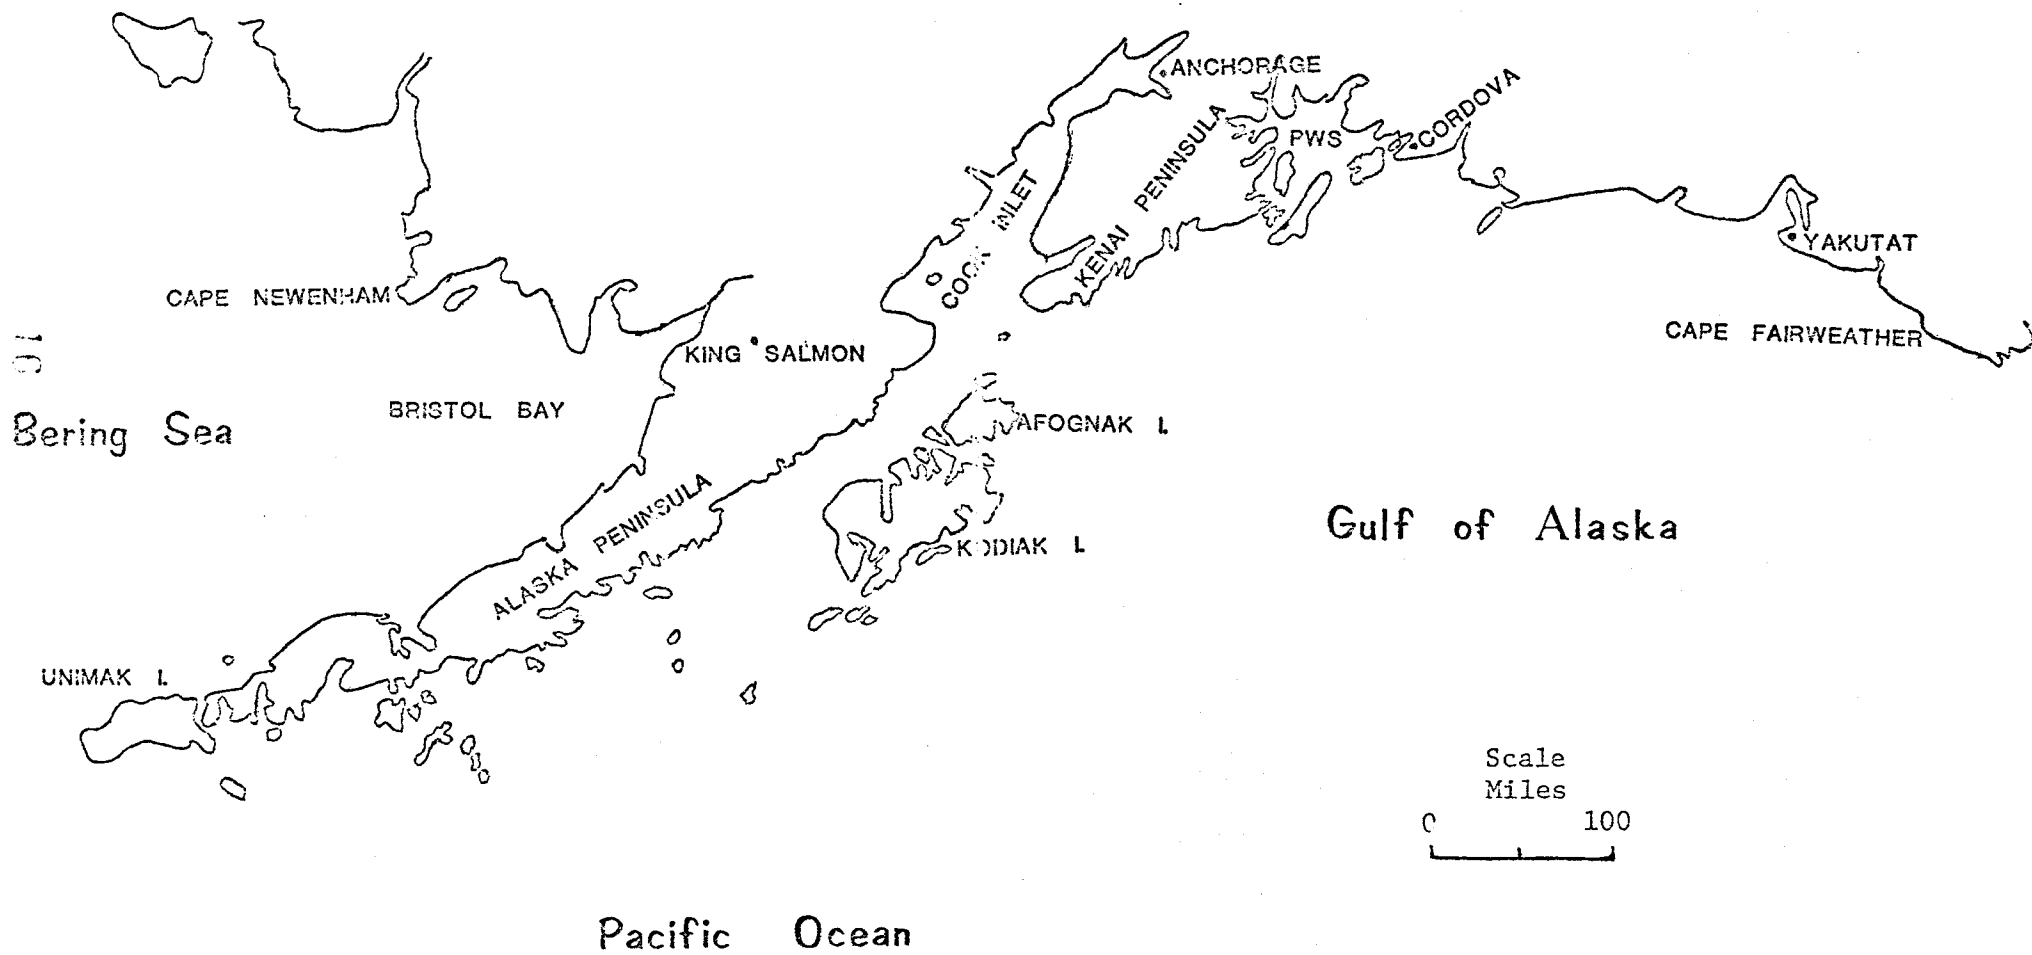 ANCHORAGE
CORDOVA
PWS
KENAI PENINSULA
COOK INLET
YAKUTAT
CAPE NEWENHAM
CAPE FAIRWEATHER
KING SALMON
16
BRISTOL BAY
Bering Sea
AFOGNAK I.
ALASKA PENINSULA
Gulf of Alaska
KODIAK I.
UNIMAK I.
Scale
Miles
0 100
Pacific Ocean